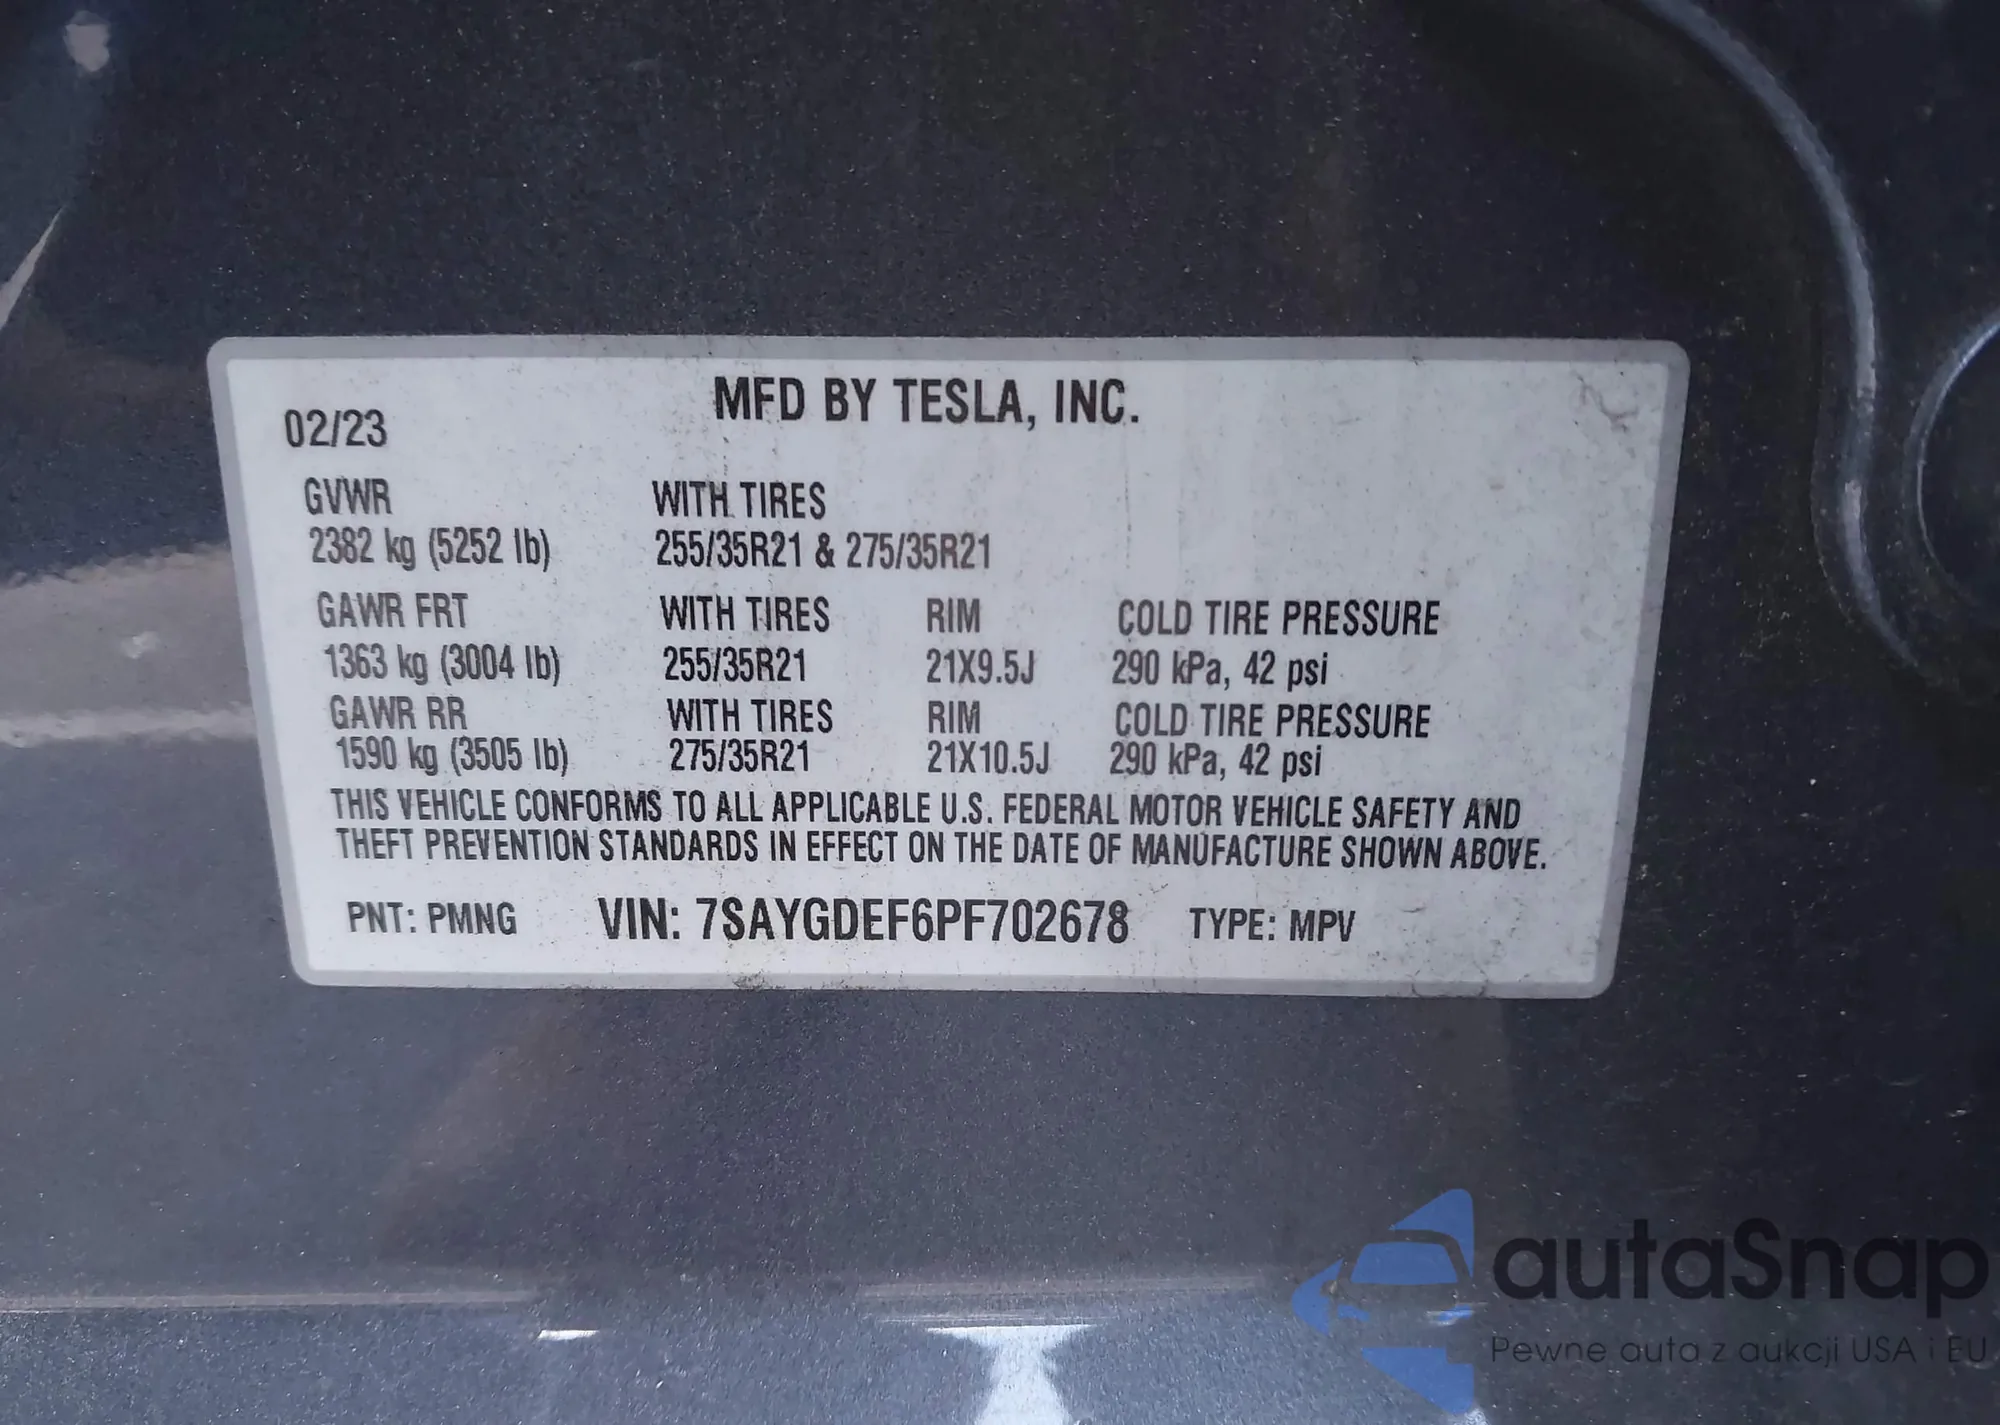 MFD BY TESLA, INC.
02/23
GVWR WITH TIRES
2382 kg (5252 lb) 255/35R21 & 275/35R21
GAWR FRT WITH TIRES RIM COLD TIRE PRESSURE
1363 kg (3004 lb) 255/35R21 21X9.5J 290 kPa, 42 psi
GAWR RR WITH TIRES RIM COLD TIRE PRESSURE
1590 kg (3505 lb) 275/35R21 21X10.5J 290 kPa, 42 psi
THIS VEHICLE CONFORMS TO ALL APPLICABLE U.S. FEDERAL MOTOR VEHICLE SAFETY AND
THEFT PREVENTION STANDARDS IN EFFECT ON THE DATE OF MANUFACTURE SHOWN ABOVE.
PNT: PMNG VIN: 7SAYGDEF6PF702678 TYPE: MPV
autaSnap
Pewne auta z aukcji USA i EU